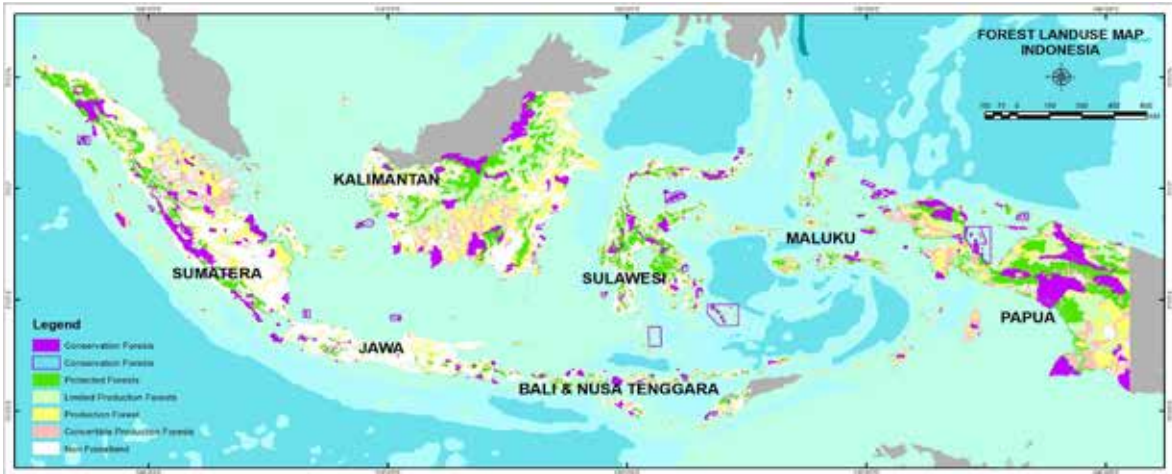 FOREST LANDUSE MAP
INDONESIA
KALIMANTAN
SUMATERA
SULAWESI
MALUKU
PAPUA
JAWA
BALI & NUSA TENGGARA
Legend
Conservation Forests
Conservation Forests
Protected Forests
Limited Production Forests
Production Forest
Convertible Production Forests
Non Forestland